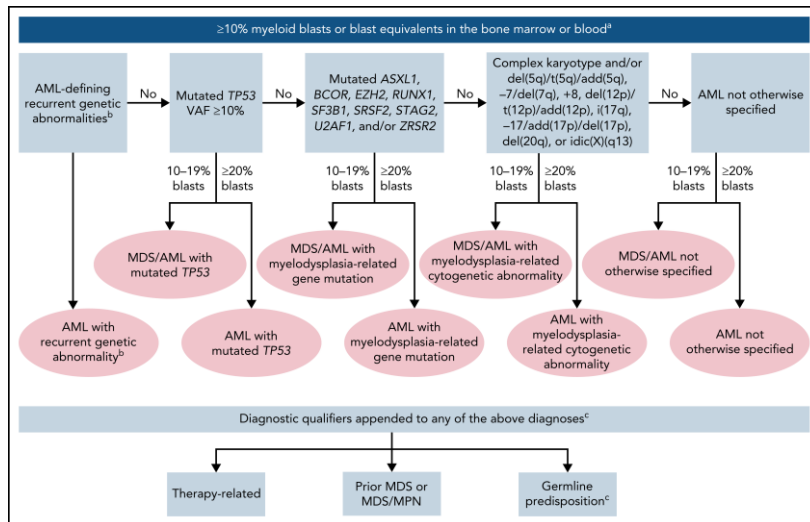 ≥10% myeloid blasts or blast equivalents in the bone marrow or bloodᵃ
AML-defining
recurrent genetic
abnormalitiesᵇ
No
Mutated TP53
VAF ≥10%
No
Mutated ASXL1,
BCOR, EZH2, RUNX1,
SF3B1, SRSF2, STAG2,
U2AF1, and/or ZRSR2
No
Complex karyotype and/or
del(5q)/t(5q)/add(5q),
–7/del(7q), +8, del(12p)/
t(12p)/add(12p), i(17q),
–17/add(17p)/del(17p),
del(20q), or idic(X)(q13)
No
AML not otherwise
specified
10–19%
blasts
≥20%
blasts
10–19%
blasts
≥20%
blasts
10–19%
blasts
≥20%
blasts
10–19%
blasts
≥20%
blasts
MDS/AML with
mutated TP53
MDS/AML with
myelodysplasia-related
gene mutation
MDS/AML with
myelodysplasia-related
cytogenetic abnormality
MDS/AML not
otherwise specified
AML with
recurrent genetic
abnormalityᵇ
AML with
mutated TP53
AML with
myelodysplasia-related
gene mutation
AML with
myelodysplasia-
related cytogenetic
abnormality
AML not
otherwise specified
Diagnostic qualifiers appended to any of the above diagnosesᶜ
Therapy-related
Prior MDS or
MDS/MPN
Germline
predispositionᶜ